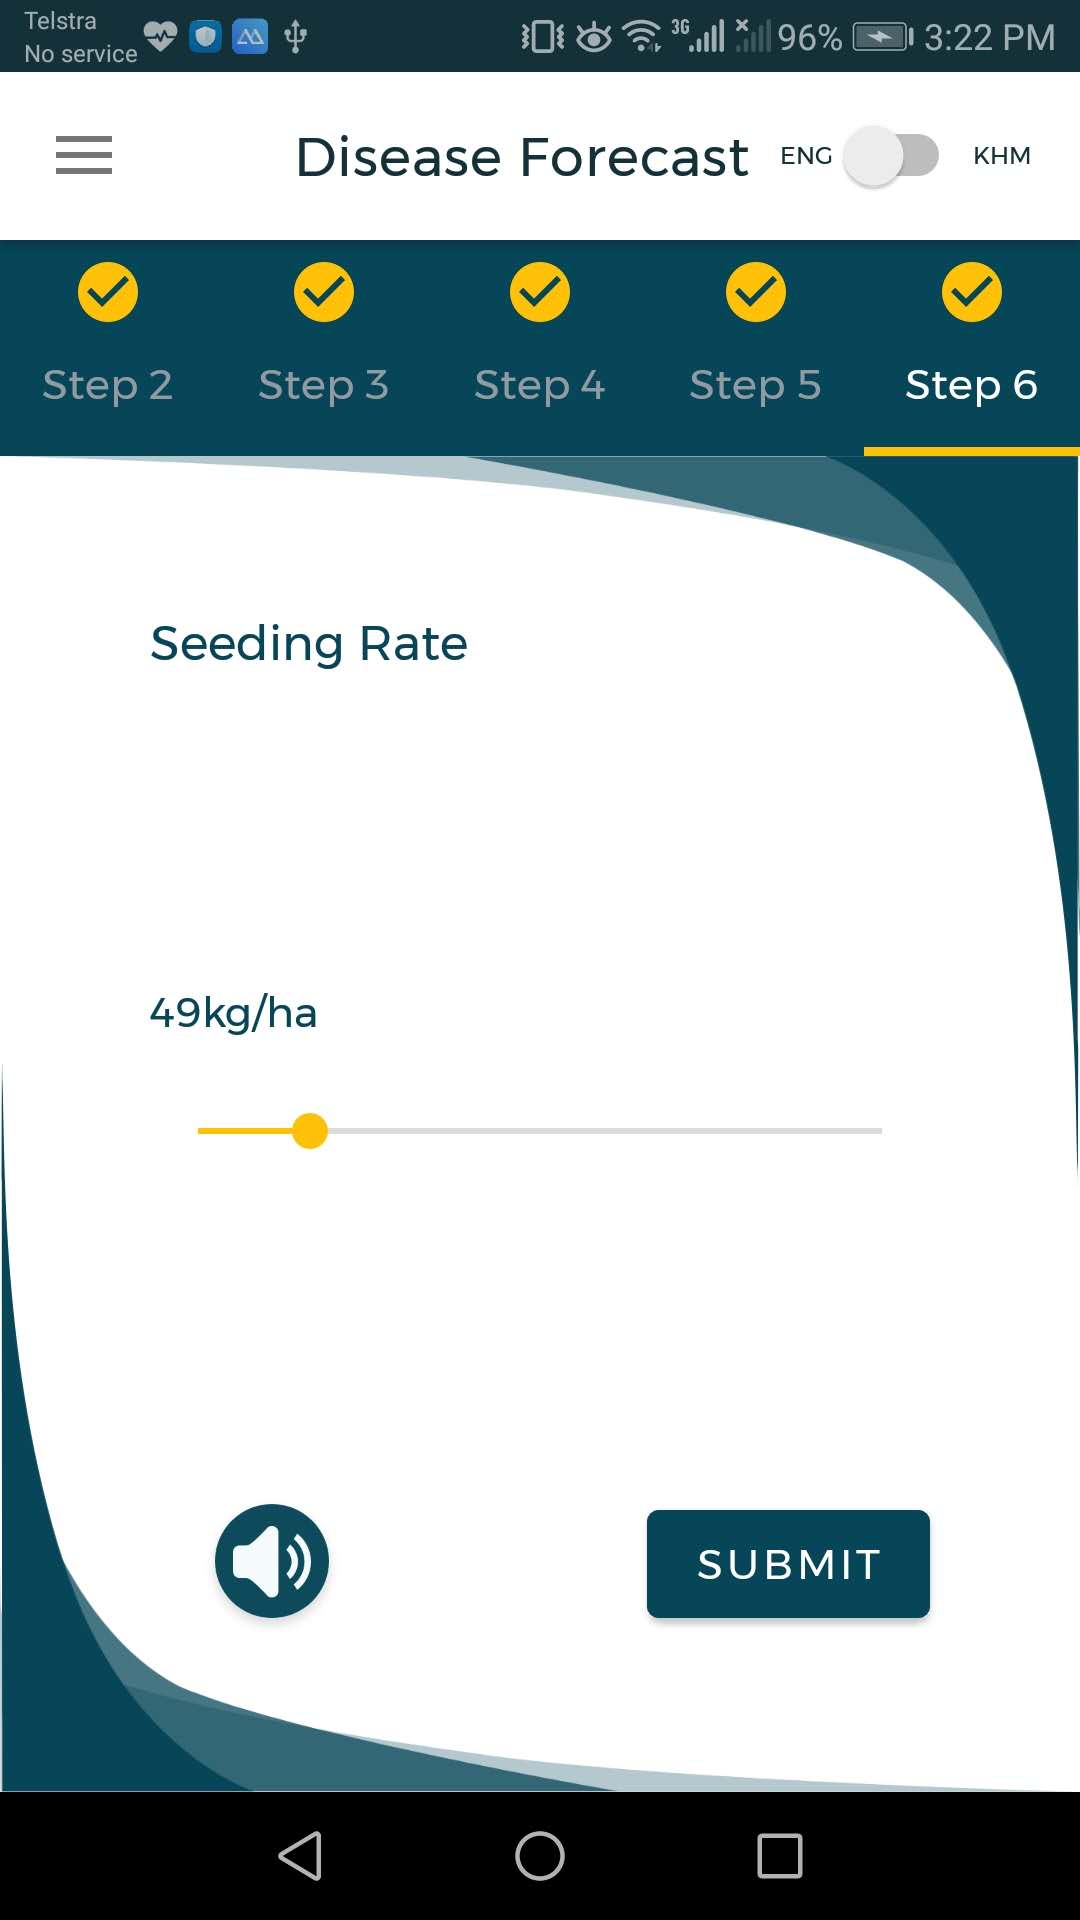 Telstra
No service
3G
96%
3:22 PM
Disease Forecast
ENG
KHM
Step 2
Step 3
Step 4
Step 5
Step 6
Seeding Rate
49kg/ha
SUBMIT